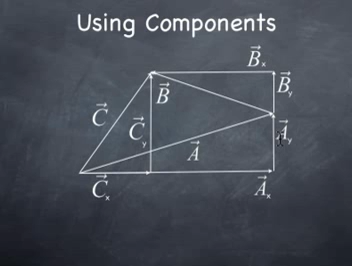 Using Components
B⃗ₓ
B⃗ᵧ
B⃗
C⃗
C⃗ᵧ
A⃗ᵧ
A⃗
C⃗ₓ
A⃗ₓ